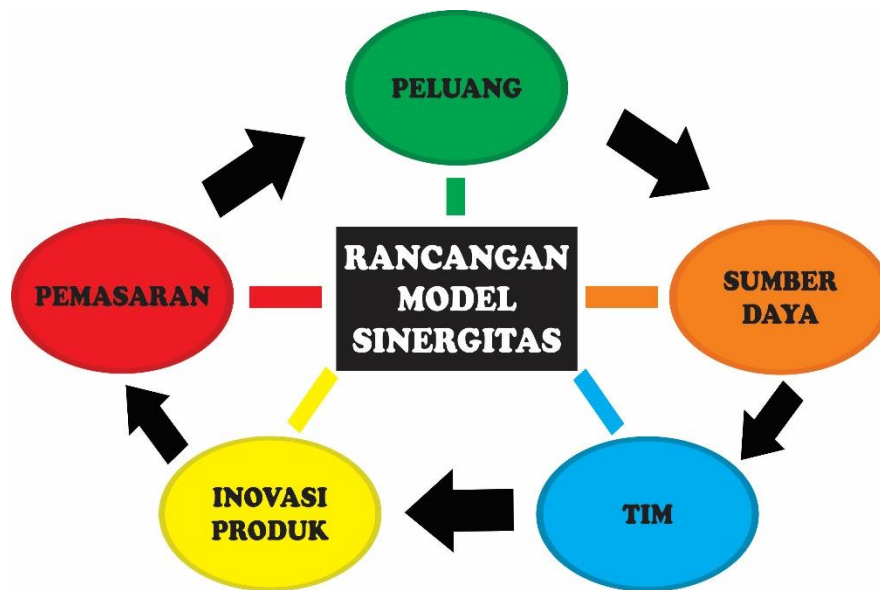 PELUANG
RANCANGAN
MODEL
SINERGITAS
SUMBER
DAYA
TIM
INOVASI
PRODUK
PEMASARAN